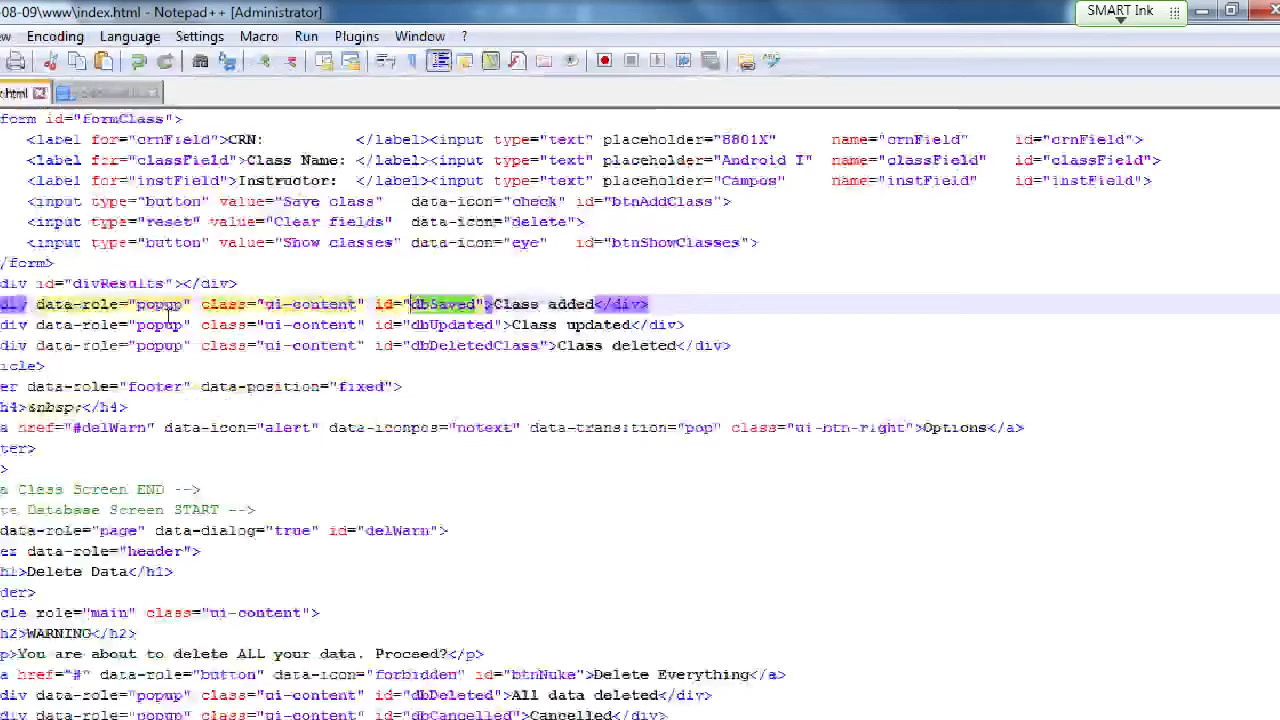 -08-09\www\index.html - Notepad++ [Administrator]
SMART Ink
ew Encoding Language Settings Macro Run Plugins Window ?
html
form id="formClass">
<label for="crnField">CRN: </label><input type="text" placeholder="8801X" name="crnField" id="crnField">
<label for="classField">Class Name: </label><input type="text" placeholder="Android I" name="classField" id="classField">
<label for="instField">Instructor: </label><input type="text" placeholder="Campos" name="instField" id="instField">
<input type="button" value="Save class" data-icon="check" id="btnAddClass">
<input type="reset" value="Clear fields" data-icon="delete">
<input type="button" value="Show classes" data-icon="eye" id="btnShowClasses">
/form>
div id="divResults"></div>
div data-role="popup" class="ui-content" id="dbSaved">Class added</div>
div data-role="popup" class="ui-content" id="dbUpdated">Class updated</div>
div data-role="popup" class="ui-content" id="dbDeletedClass">Class deleted</div>
icle>
er data-role="footer" data-position="fixed">
h4>&nbsp;</h4>
a href="#delWarn" data-icon="alert" data-iconpos="notext" data-transition="pop" class="ui-btn-right">Options</a>
ter>
>
a Class Screen END -->
te Database Screen START -->
data-role="page" data-dialog="true" id="delWarn">
er data-role="header">
h1>Delete Data</h1>
der>
cle role="main" class="ui-content">
h2>WARNING</h2>
p>You are about to delete ALL your data. Proceed?</p>
a href="#" data-role="button" data-icon="forbidden" id="btnNuke">Delete Everything</a>
div data-role="popup" class="ui-content" id="dbDeleted">All data deleted</div>
div data-role="popup" class="ui-content" id="dbCancelled">Cancelled</div>